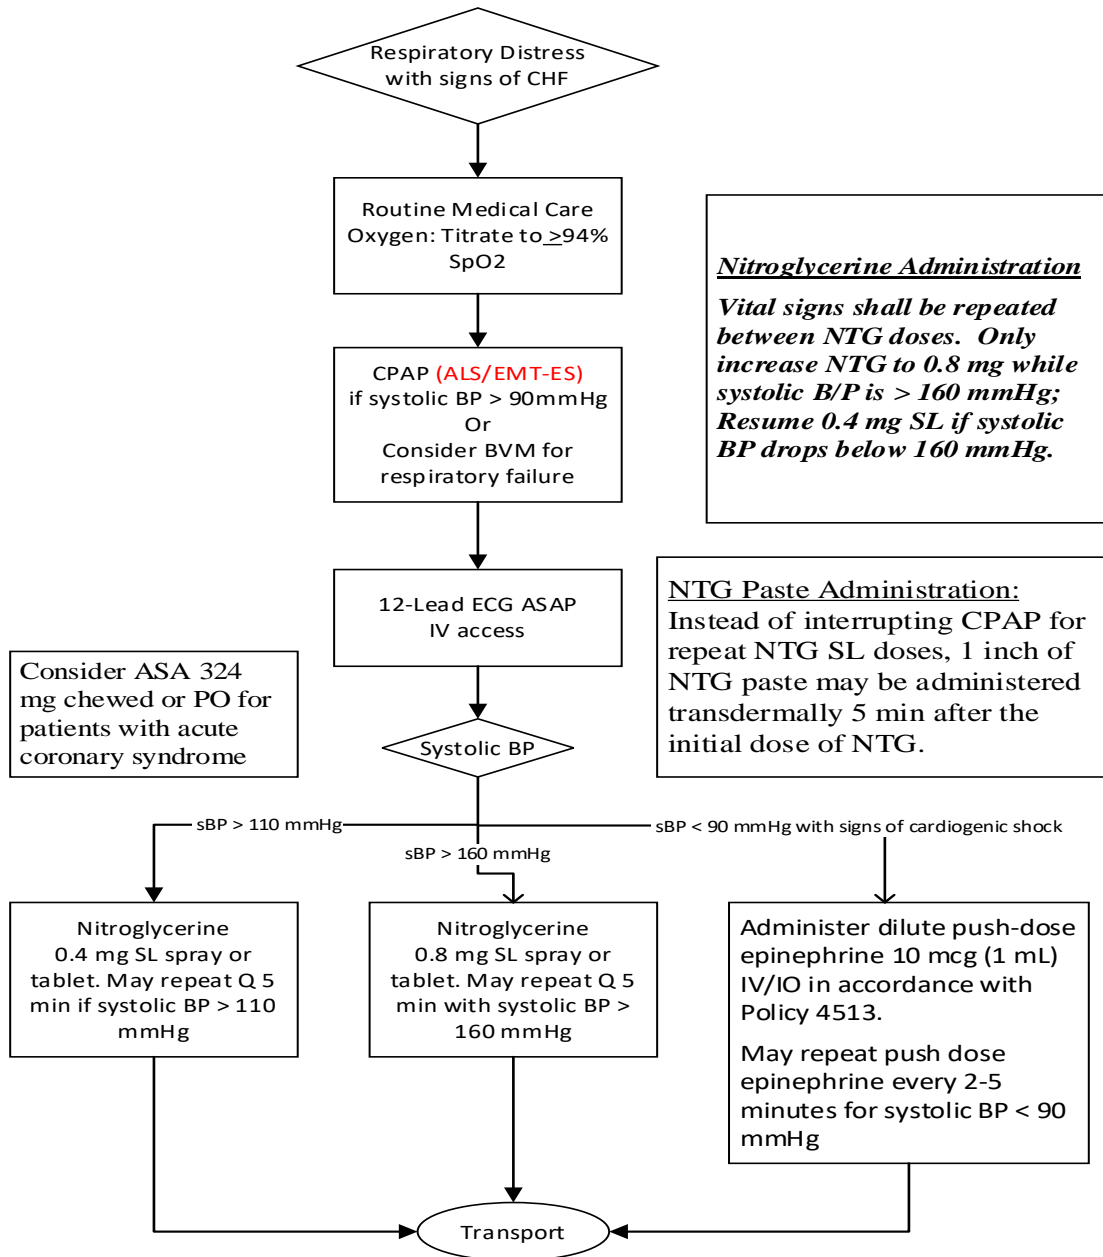 Respiratory Distress
with signs of CHF
Routine Medical Care
Oxygen: Titrate to >94%
SpO2
Nitroglycerine Administration
Vital signs shall be repeated
between NTG doses.  Only
increase NTG to 0.8 mg while
systolic B/P is > 160 mmHg;
Resume 0.4 mg SL if systolic
BP drops below 160 mmHg.
CPAP (ALS/EMT-ES)
if systolic BP > 90mmHg
Or
Consider BVM for
respiratory failure
12-Lead ECG ASAP
IV access
NTG Paste Administration:
Instead of interrupting CPAP for
repeat NTG SL doses, 1 inch of
NTG paste may be administered
transdermally 5 min after the
initial dose of NTG.
Consider ASA 324
mg chewed or PO for
patients with acute
coronary syndrome
Systolic BP
sBP > 110 mmHg
sBP > 160 mmHg
sBP < 90 mmHg with signs of cardiogenic shock
Nitroglycerine
0.4 mg SL spray or
tablet. May repeat Q 5
min if systolic BP > 110
mmHg
Nitroglycerine
0.8 mg SL spray or
tablet. May repeat Q 5
min with systolic BP >
160 mmHg
Administer dilute push-dose
epinephrine 10 mcg (1 mL)
IV/IO in accordance with
Policy 4513.
May repeat push dose
epinephrine every 2-5
minutes for systolic BP < 90
mmHg
Transport